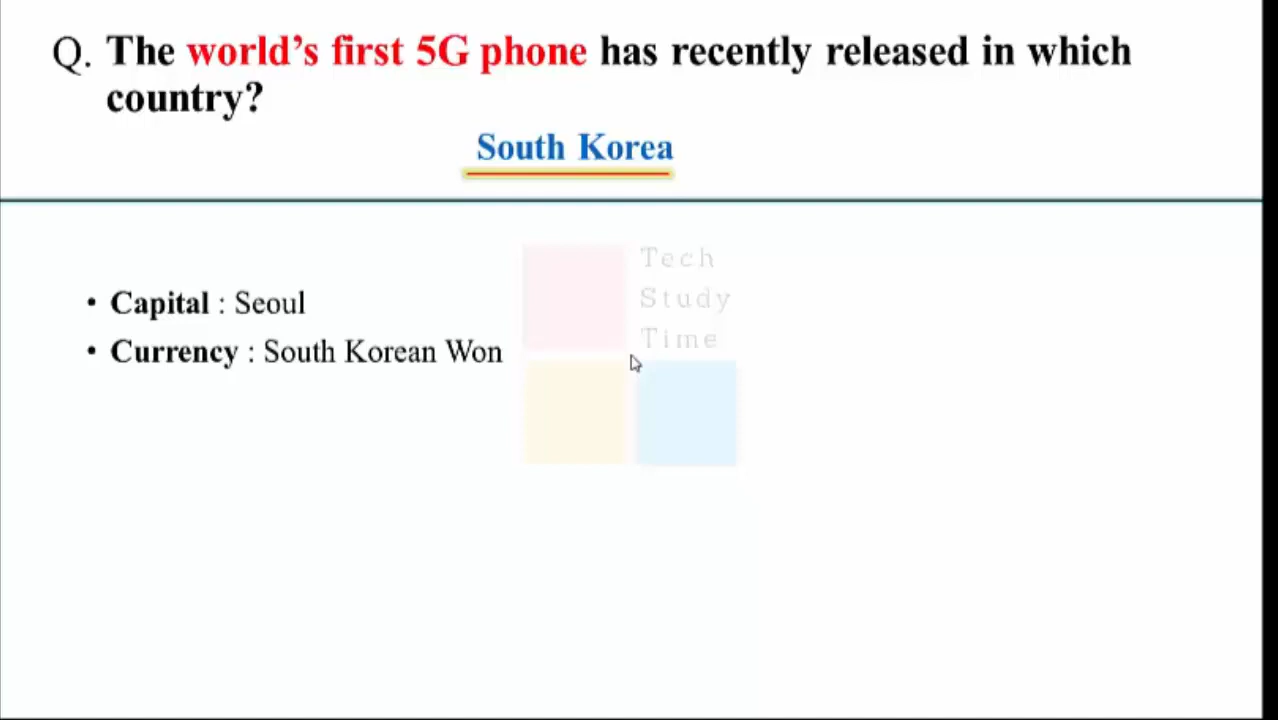 Q. The world's first 5G phone has recently released in which
country?
South Korea
Tech
Study
Time
• Capital : Seoul
• Currency : South Korean Won